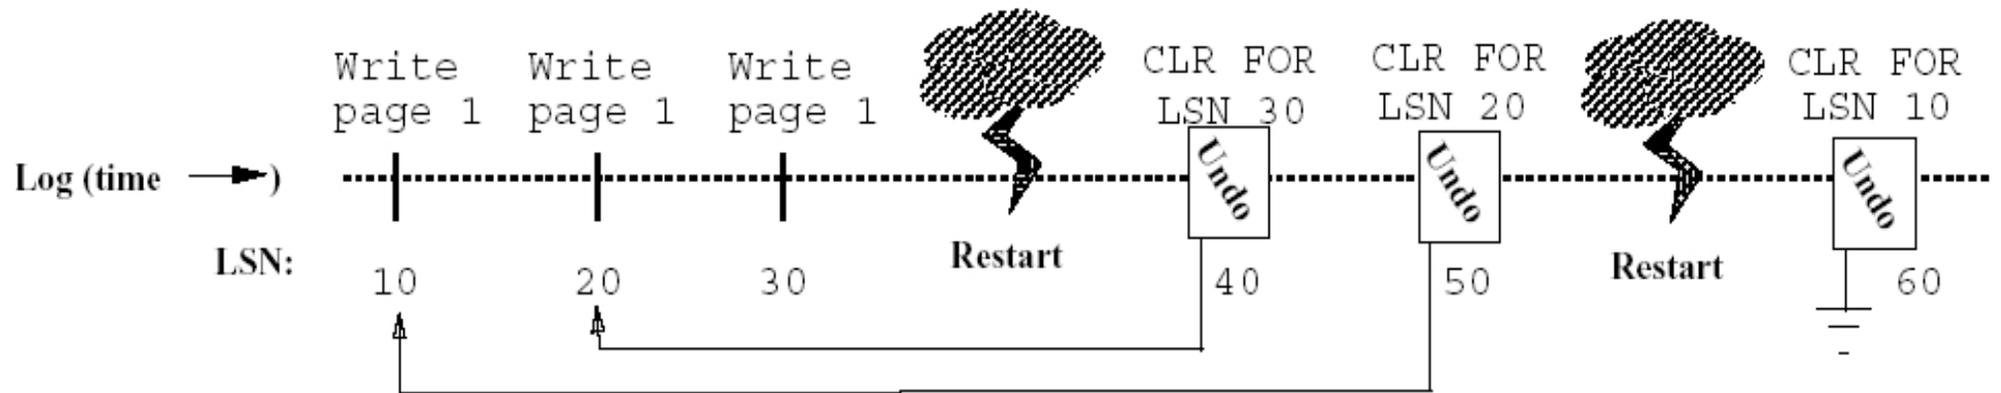 Write page 1
Write page 1
Write page 1
CLR FOR LSN 30
CLR FOR LSN 20
CLR FOR LSN 10
Log (time )
Undo
Undo
Undo
Restart
Restart
LSN:
10
20
30
40
50
60